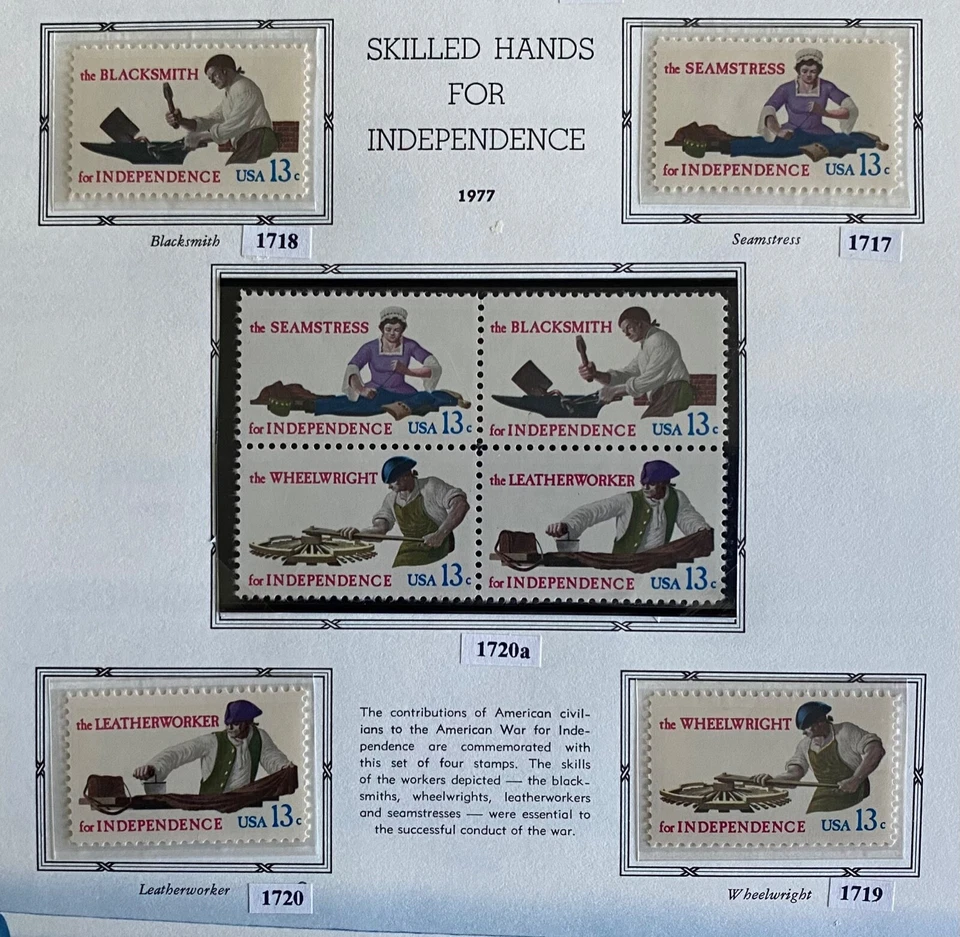 the BLACKSMITH
for INDEPENDENCE USA 13c
Blacksmith 1718
SKILLED HANDS
FOR
INDEPENDENCE
1977
the SEAMSTRESS
for INDEPENDENCE USA 13c
Seamstress 1717
the SEAMSTRESS
for INDEPENDENCE USA 13c
the BLACKSMITH
for INDEPENDENCE USA 13c
the WHEELWRIGHT
for INDEPENDENCE USA 13c
the LEATHERWORKER
for INDEPENDENCE USA 13c
1720a
the LEATHERWORKER
for INDEPENDENCE USA 13c
Leatherworker 1720
The contributions of American civil-
ians to the American War for Inde-
pendence are commemorated with
this set of four stamps. The skills
of the workers depicted — the black-
smiths, wheelwrights, leatherworkers
and seamstresses — were essential to
the successful conduct of the war.
the WHEELWRIGHT
for INDEPENDENCE USA 13c
Wheelwright 1719